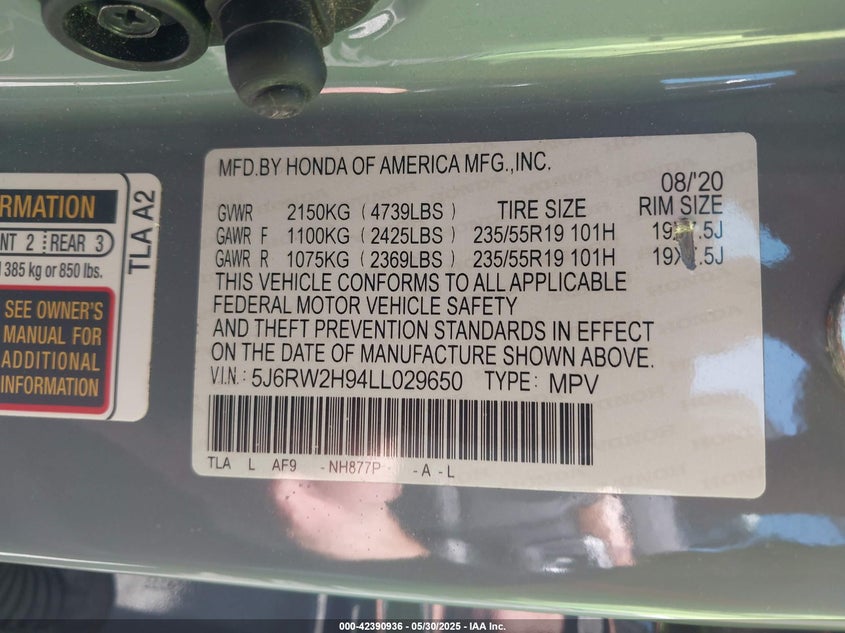 RMATION
NT 2 REAR 3
385 kg or 850 lbs.
SEE OWNER'S
MANUAL FOR
ADDITIONAL
INFORMATION
TLA A2
MFD.BY HONDA OF AMERICA MFG.,INC.
08/'20
GVWR 2150KG (4739LBS) TIRE SIZE RIM SIZE
GAWR F 1100KG (2425LBS) 235/55R19 101H 19X .5J
GAWR R 1075KG (2369LBS) 235/55R19 101H 19X .5J
THIS VEHICLE CONFORMS TO ALL APPLICABLE
FEDERAL MOTOR VEHICLE SAFETY
AND THEFT PREVENTION STANDARDS IN EFFECT
ON THE DATE OF MANUFACTURE SHOWN ABOVE.
V.I.N.: 5J6RW2H94LL029650 TYPE: MPV
TLA L AF9 -NH877P - A - L
000-42390936 - 05/30/2025 - IAA Inc.